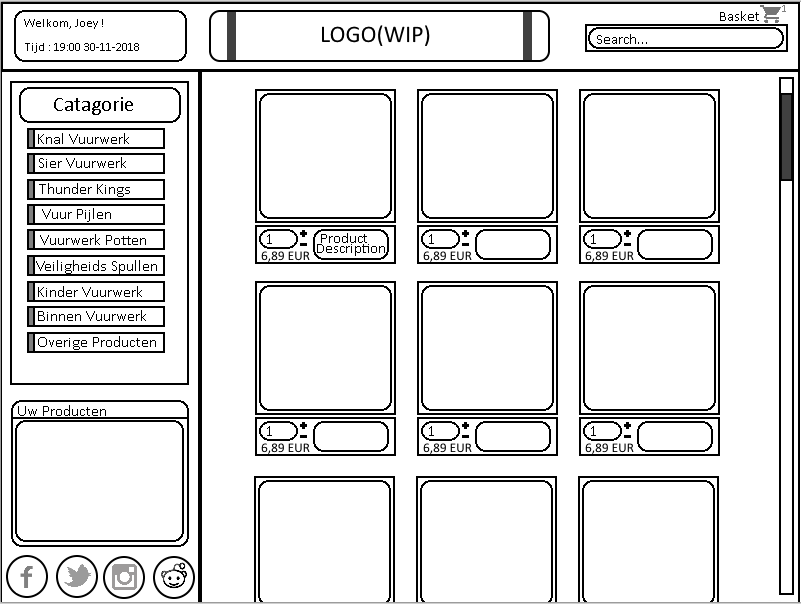 Welkom, Joey !
Tijd : 19:00 30-11-2018
LOGO(WIP)
Basket
1
Search...
Catagorie
Knal Vuurwerk
Sier Vuurwerk
Thunder Kings
Vuur Pijlen
Vuurwerk Potten
Veiligheids Spullen
Kinder Vuurwerk
Binnen Vuurwerk
Overige Producten
Uw Producten
1 + -
Product
Description
6,89 EUR
1 + -
6,89 EUR
1 + -
6,89 EUR
1 + -
6,89 EUR
1 + -
6,89 EUR
1 + -
6,89 EUR